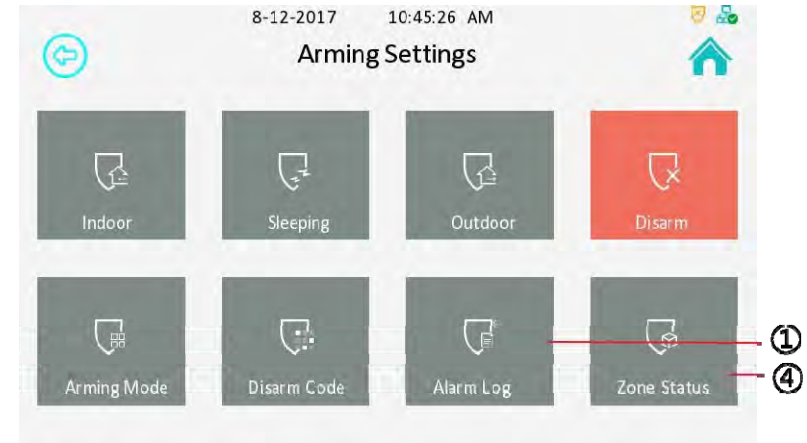 8-12-2017 10:45:26 AM
Arming Settings
Indoor Sleeping Outdoor Disarm
①
Arming Mode Disarm Code Alarm Log Zone Status ④